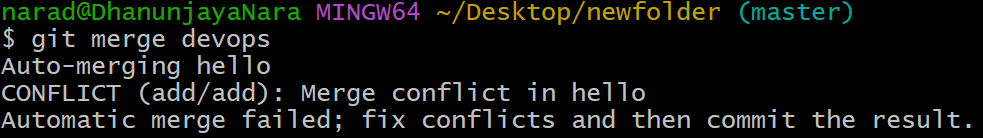 narad@DhanunjayaNara MINGW64 ~/Desktop/newfolder (master)
$ git merge devops
Auto-merging hello
CONFLICT (add/add): Merge conflict in hello
Automatic merge failed; fix conflicts and then commit the result.